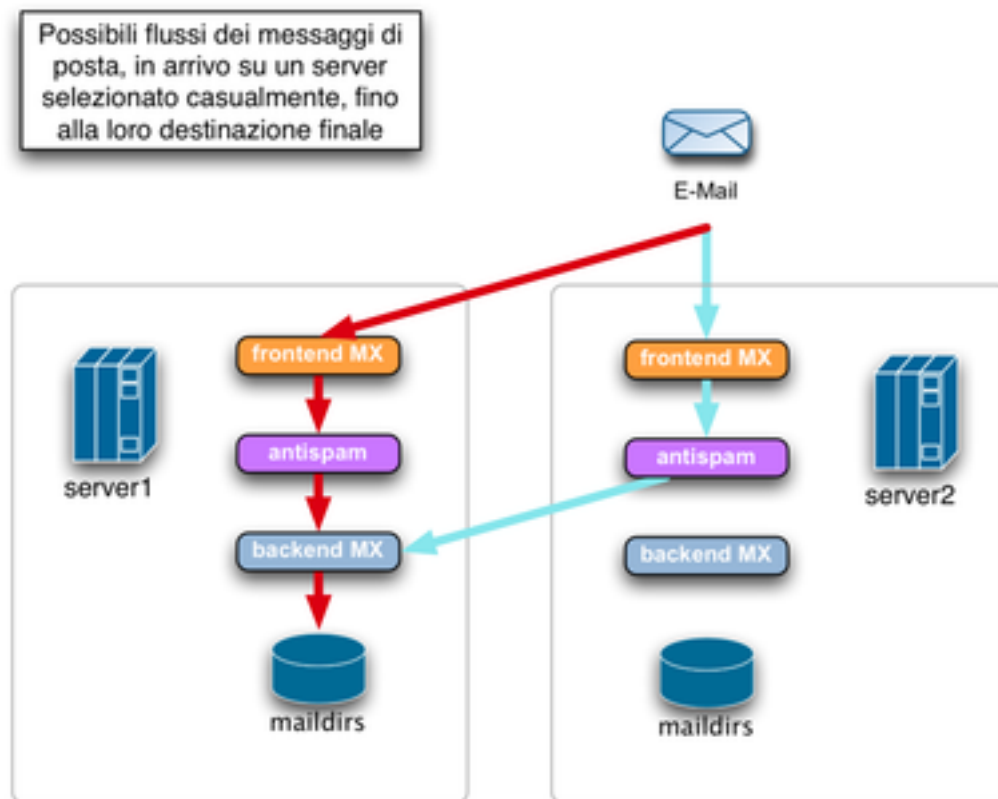 Possibili flussi dei messaggi di
posta, in arrivo su un server
selezionato casualmente, fino
alla loro destinazione finale
E-Mail
frontend MX
antispam
backend MX
maildirs
server1
frontend MX
antispam
backend MX
maildirs
server2